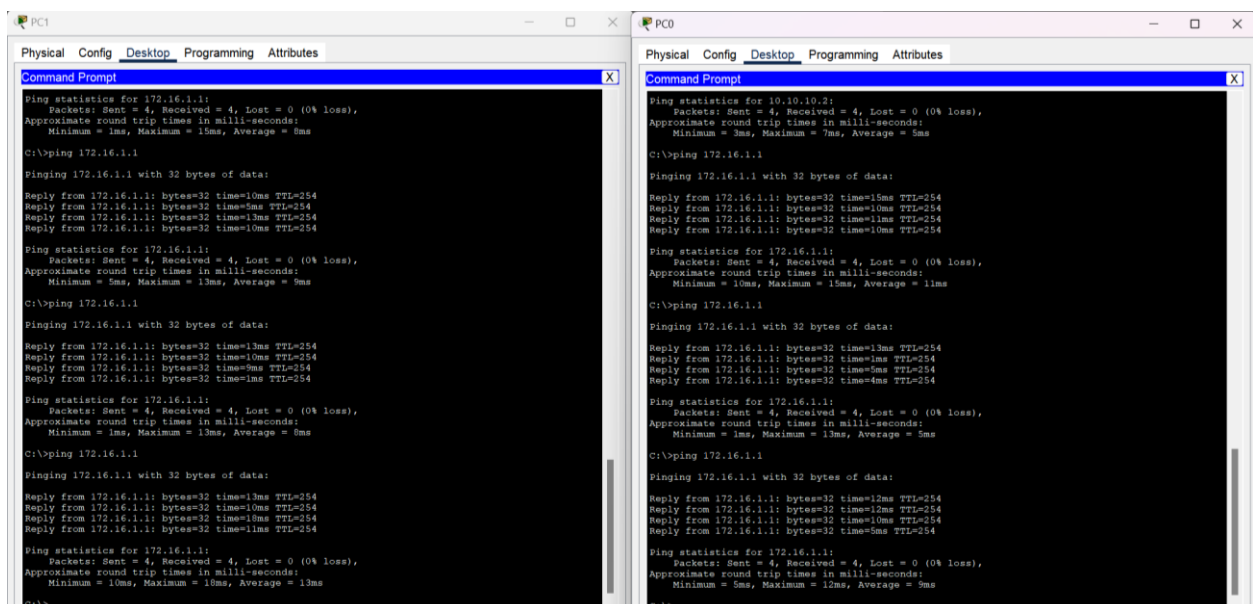 PC1
Physical Config Desktop Programming Attributes
Command Prompt X
Ping statistics for 172.16.1.1:
Packets: Sent = 4, Received = 4, Lost = 0 (0% loss),
Approximate round trip times in milli-seconds:
Minimum = 1ms, Maximum = 15ms, Average = 8ms
C:\>ping 172.16.1.1
Pinging 172.16.1.1 with 32 bytes of data:
Reply from 172.16.1.1: bytes=32 time=10ms TTL=254
Reply from 172.16.1.1: bytes=32 time=5ms TTL=254
Reply from 172.16.1.1: bytes=32 time=13ms TTL=254
Reply from 172.16.1.1: bytes=32 time=10ms TTL=254
Ping statistics for 172.16.1.1:
Packets: Sent = 4, Received = 4, Lost = 0 (0% loss),
Approximate round trip times in milli-seconds:
Minimum = 5ms, Maximum = 13ms, Average = 9ms
C:\>ping 172.16.1.1
Pinging 172.16.1.1 with 32 bytes of data:
Reply from 172.16.1.1: bytes=32 time=13ms TTL=254
Reply from 172.16.1.1: bytes=32 time=10ms TTL=254
Reply from 172.16.1.1: bytes=32 time=9ms TTL=254
Reply from 172.16.1.1: bytes=32 time=1ms TTL=254
Ping statistics for 172.16.1.1:
Packets: Sent = 4, Received = 4, Lost = 0 (0% loss),
Approximate round trip times in milli-seconds:
Minimum = 1ms, Maximum = 13ms, Average = 8ms
C:\>ping 172.16.1.1
Pinging 172.16.1.1 with 32 bytes of data:
Reply from 172.16.1.1: bytes=32 time=13ms TTL=254
Reply from 172.16.1.1: bytes=32 time=10ms TTL=254
Reply from 172.16.1.1: bytes=32 time=18ms TTL=254
Reply from 172.16.1.1: bytes=32 time=11ms TTL=254
Ping statistics for 172.16.1.1:
Packets: Sent = 4, Received = 4, Lost = 0 (0% loss),
Approximate round trip times in milli-seconds:
Minimum = 10ms, Maximum = 18ms, Average = 13ms
C:\>
PC0
Physical Config Desktop Programming Attributes
Command Prompt X
Ping statistics for 10.10.10.2:
Packets: Sent = 4, Received = 4, Lost = 0 (0% loss),
Approximate round trip times in milli-seconds:
Minimum = 3ms, Maximum = 7ms, Average = 5ms
C:\>ping 172.16.1.1
Pinging 172.16.1.1 with 32 bytes of data:
Reply from 172.16.1.1: bytes=32 time=15ms TTL=254
Reply from 172.16.1.1: bytes=32 time=10ms TTL=254
Reply from 172.16.1.1: bytes=32 time=11ms TTL=254
Reply from 172.16.1.1: bytes=32 time=10ms TTL=254
Ping statistics for 172.16.1.1:
Packets: Sent = 4, Received = 4, Lost = 0 (0% loss),
Approximate round trip times in milli-seconds:
Minimum = 10ms, Maximum = 15ms, Average = 11ms
C:\>ping 172.16.1.1
Pinging 172.16.1.1 with 32 bytes of data:
Reply from 172.16.1.1: bytes=32 time=13ms TTL=254
Reply from 172.16.1.1: bytes=32 time=1ms TTL=254
Reply from 172.16.1.1: bytes=32 time=5ms TTL=254
Reply from 172.16.1.1: bytes=32 time=4ms TTL=254
Ping statistics for 172.16.1.1:
Packets: Sent = 4, Received = 4, Lost = 0 (0% loss),
Approximate round trip times in milli-seconds:
Minimum = 1ms, Maximum = 13ms, Average = 5ms
C:\>ping 172.16.1.1
Pinging 172.16.1.1 with 32 bytes of data:
Reply from 172.16.1.1: bytes=32 time=12ms TTL=254
Reply from 172.16.1.1: bytes=32 time=12ms TTL=254
Reply from 172.16.1.1: bytes=32 time=10ms TTL=254
Reply from 172.16.1.1: bytes=32 time=5ms TTL=254
Ping statistics for 172.16.1.1:
Packets: Sent = 4, Received = 4, Lost = 0 (0% loss),
Approximate round trip times in milli-seconds:
Minimum = 5ms, Maximum = 12ms, Average = 9ms